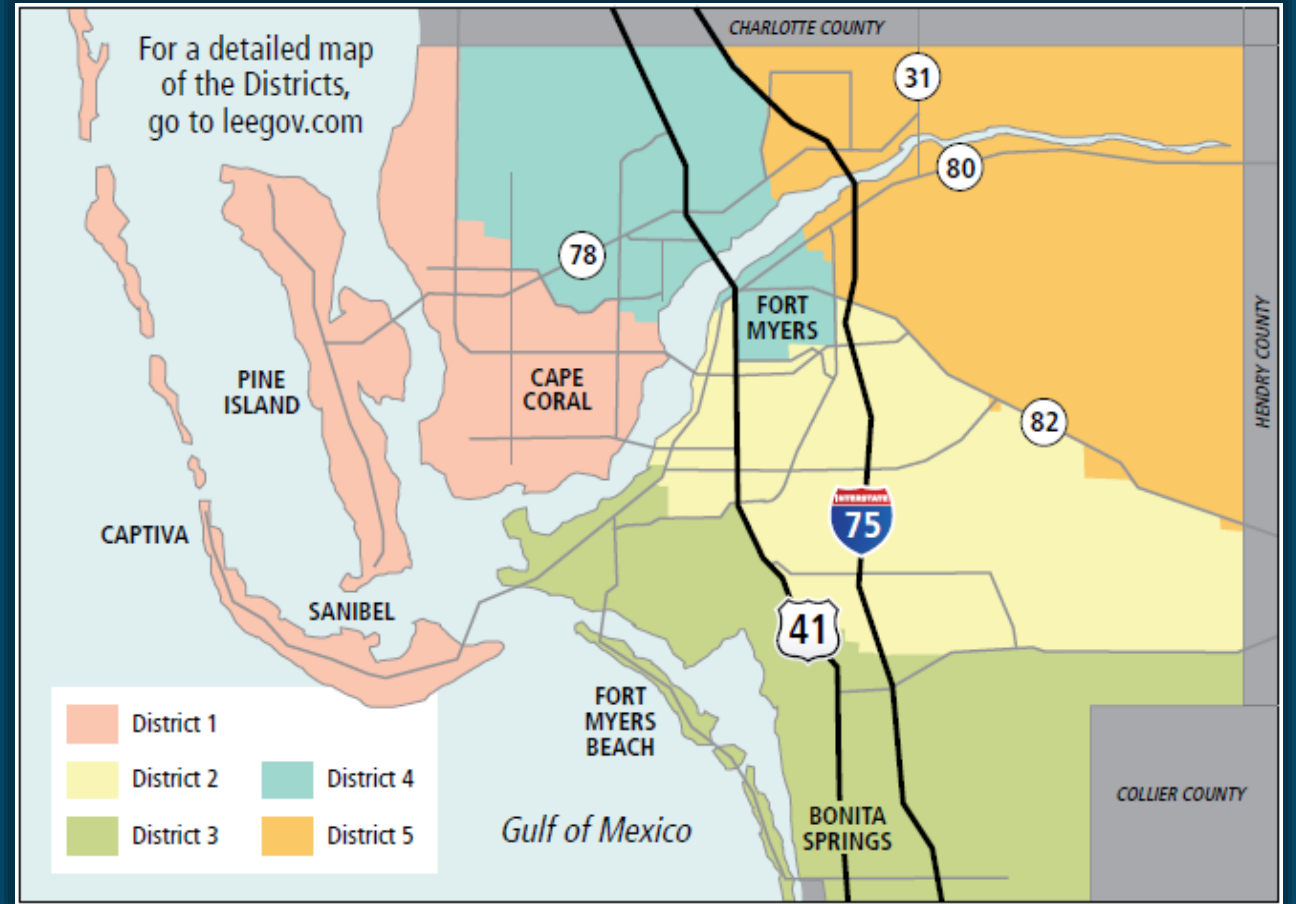 For a detailed map
of the Districts,
go to leegov.com
CHARLOTTE COUNTY
31
80
78
FORT
MYERS
HENDRY COUNTY
PINE
ISLAND
CAPE
CORAL
82
CAPTIVA
INTERSTATE
75
SANIBEL
41
FORT
MYERS
BEACH
District 1
District 2
District 4
District 3
District 5
Gulf of Mexico
BONITA
SPRINGS
COLLIER COUNTY